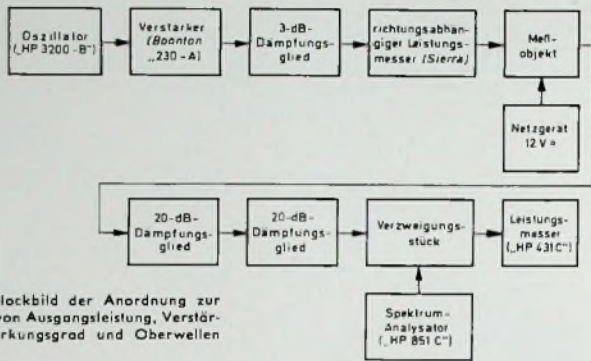 Oszillator
(„HP 3200-B")
Verstärker
(Boonton
„230-A)
3-dB-
Dämpfungs-
glied
richtungsabhän-
giger Leistungs-
messer (Sierra)
Meß-
objekt
Netzgerät
12 V =
20-dB-
Dämpfungs-
glied
20-dB-
Dämpfungs-
glied
Verzweigungs-
stück
Leistungs-
messer
(„HP 431C")
Spektrum-
Analysator
(„HP 851 C")
lockbild der Anordnung zur
von Ausgangsleistung, Verstär-
rkungsgrad und Oberwellen